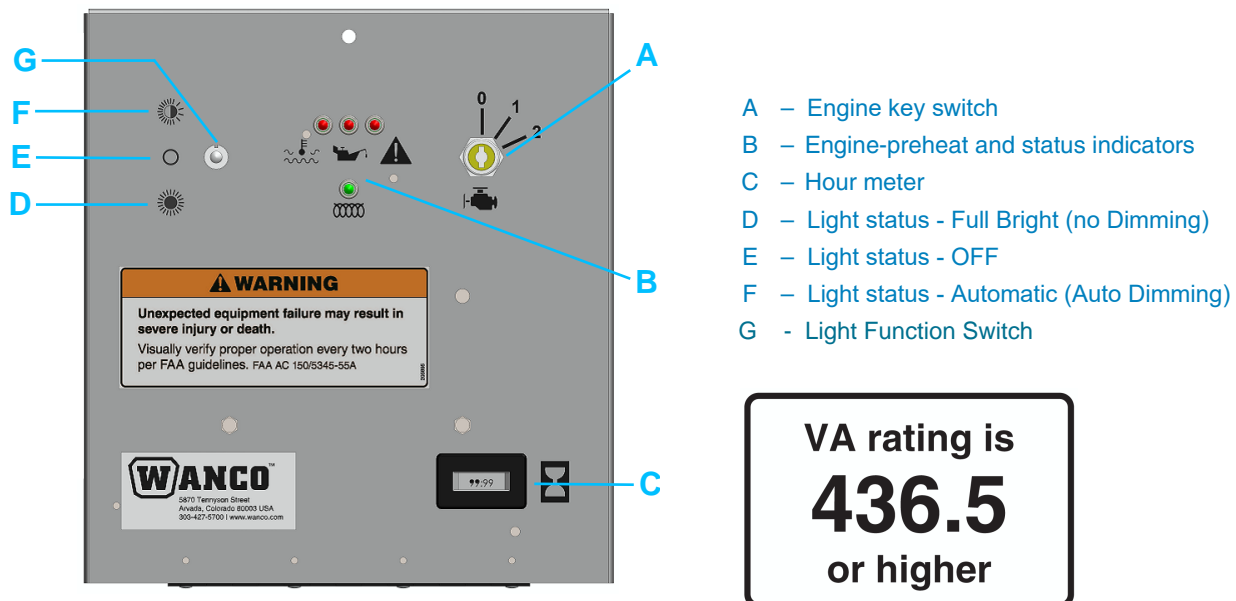 G
F
E
D
A
B
C
0
1
2
WARNING
Unexpected equipment failure may result in
severe injury or death.
Visually verify proper operation every two hours
per FAA guidelines. FAA AC 150/5345-55A
WANCO™
5870 Tennyson Street
Arvada, Colorado 80003 USA
303-427-5700 | www.wanco.com
99:99
A – Engine key switch
B – Engine-preheat and status indicators
C – Hour meter
D – Light status - Full Bright (no Dimming)
E – Light status - OFF
F – Light status - Automatic (Auto Dimming)
G - Light Function Switch
VA rating is
436.5
or higher